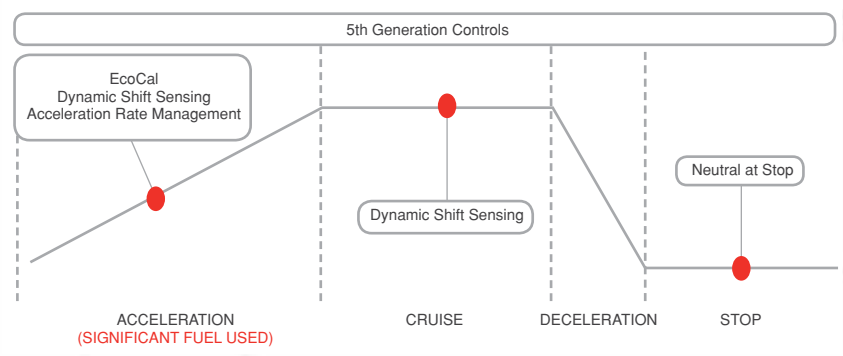 5th Generation Controls
EcoCal
Dynamic Shift Sensing
Acceleration Rate Management
Neutral at Stop
Dynamic Shift Sensing
ACCELERATION
(SIGNIFICANT FUEL USED)
CRUISE
DECELERATION
STOP